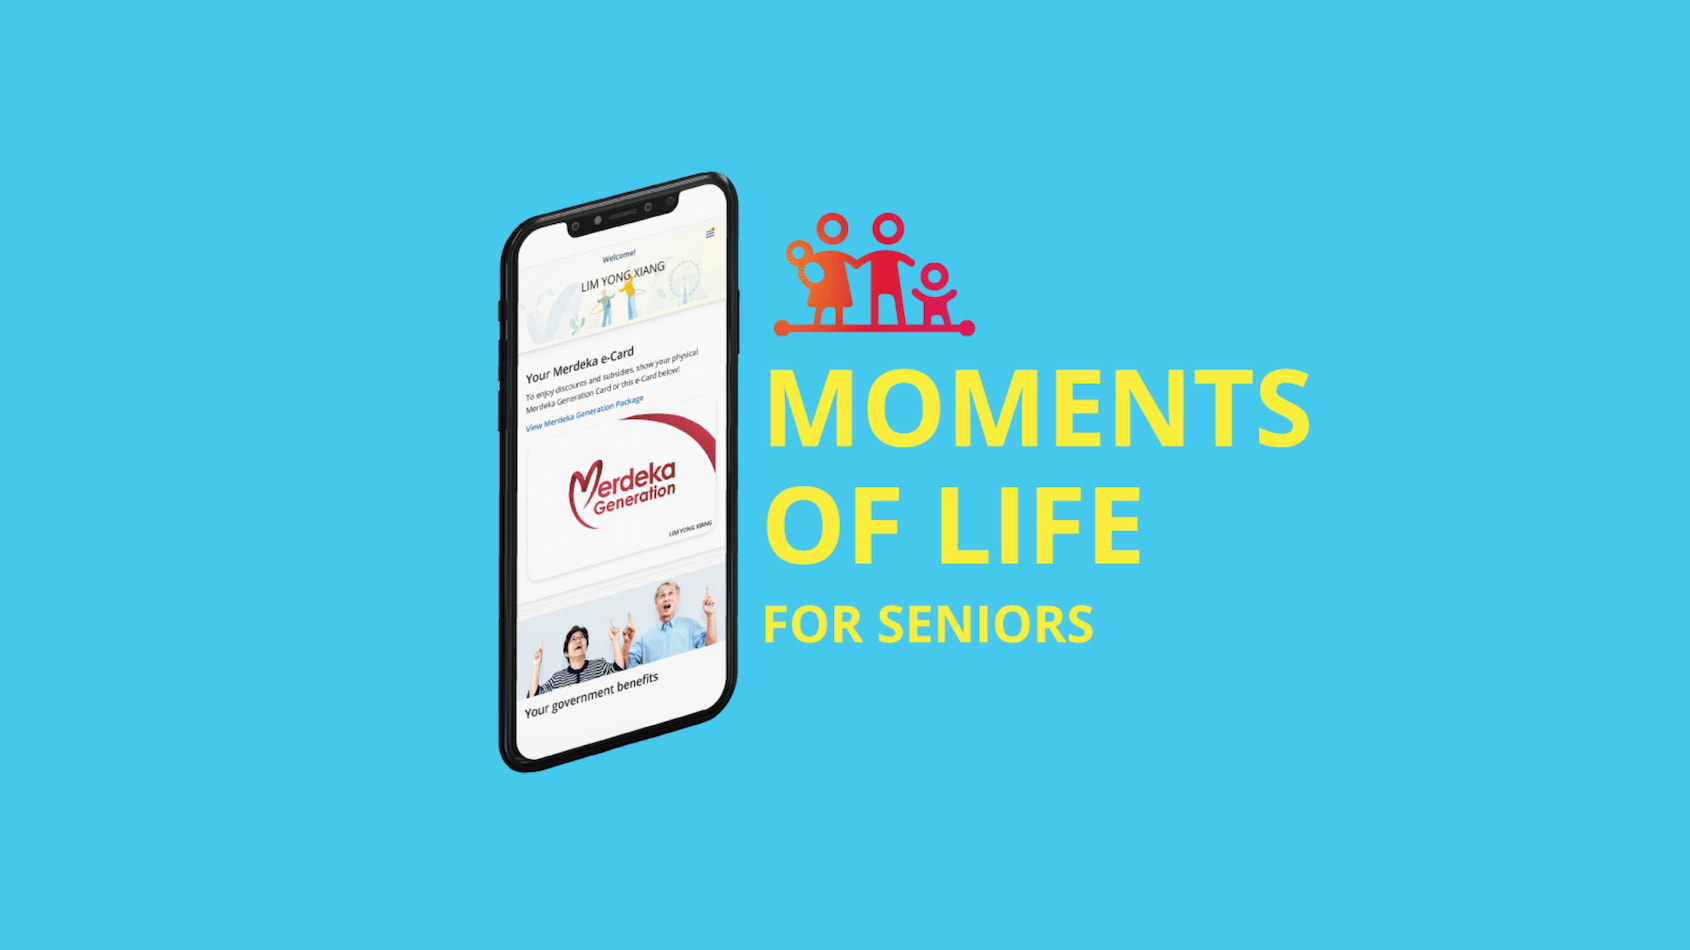 Welcome!
LIM YONG XIANG
Your Merdeka e-Card
To enjoy discounts and subsidies, show your physical
Merdeka Generation Card or this e-Card below!
View Merdeka Generation Package
Merdeka
Generation
LIM YONG XIANG
Your government benefits
MOMENTS
OF LIFE
FOR SENIORS